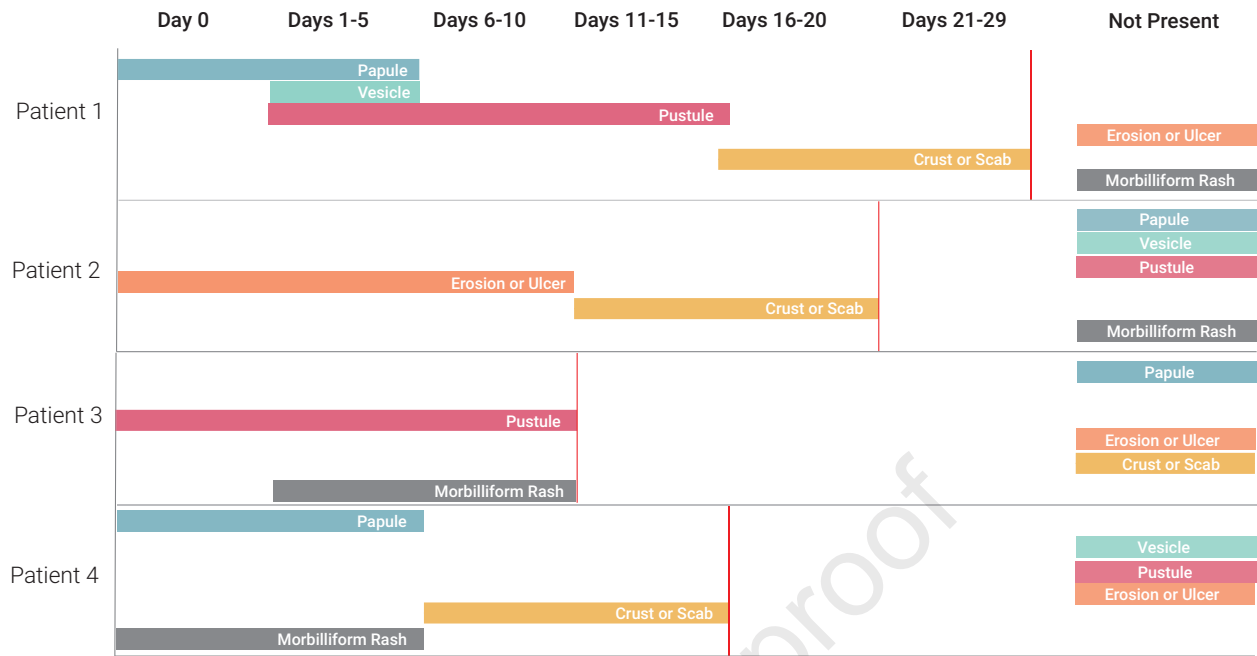 Day 0 Days 1-5 Days 6-10 Days 11-15 Days 16-20 Days 21-29 Not Present
Papule
Vesicle
Patient 1 Pustule
Erosion or Ulcer
Crust or Scab
Morbilliform Rash
Papule
Vesicle
Patient 2 Pustule
Erosion or Ulcer
Crust or Scab
Morbilliform Rash
Papule
Patient 3 Pustule
Erosion or Ulcer
Crust or Scab
Morbilliform Rash
Papule
Vesicle
Patient 4 Pustule
Erosion or Ulcer
Crust or Scab
Morbilliform Rash
proof